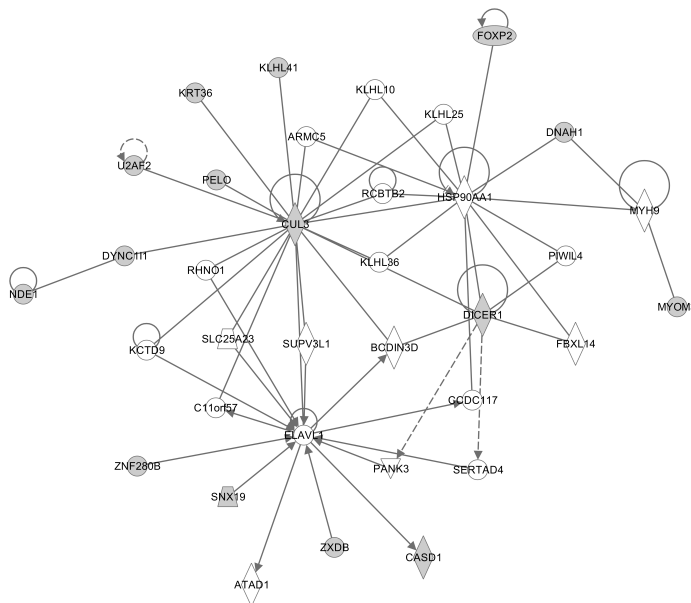 FOXP2
KLHL41
KRT36
KLHL10
KLHL25
ARMC5
DNAH1
U2AF2
PELO
RCBTB2
HSP90AA1
MYH9
CUL3
DYNC1I1
RHNO1
KLHL36
PIWIL4
NDE1
MYOM
DICER1
KCTD9
SLC25A23
SUPV3L1
BCDIN3D
FBXL14
C11orf57
CCDC117
ELAVL1
ZNF280B
PANK3
SERTAD4
SNX19
ZXDB
CASD1
ATAD1